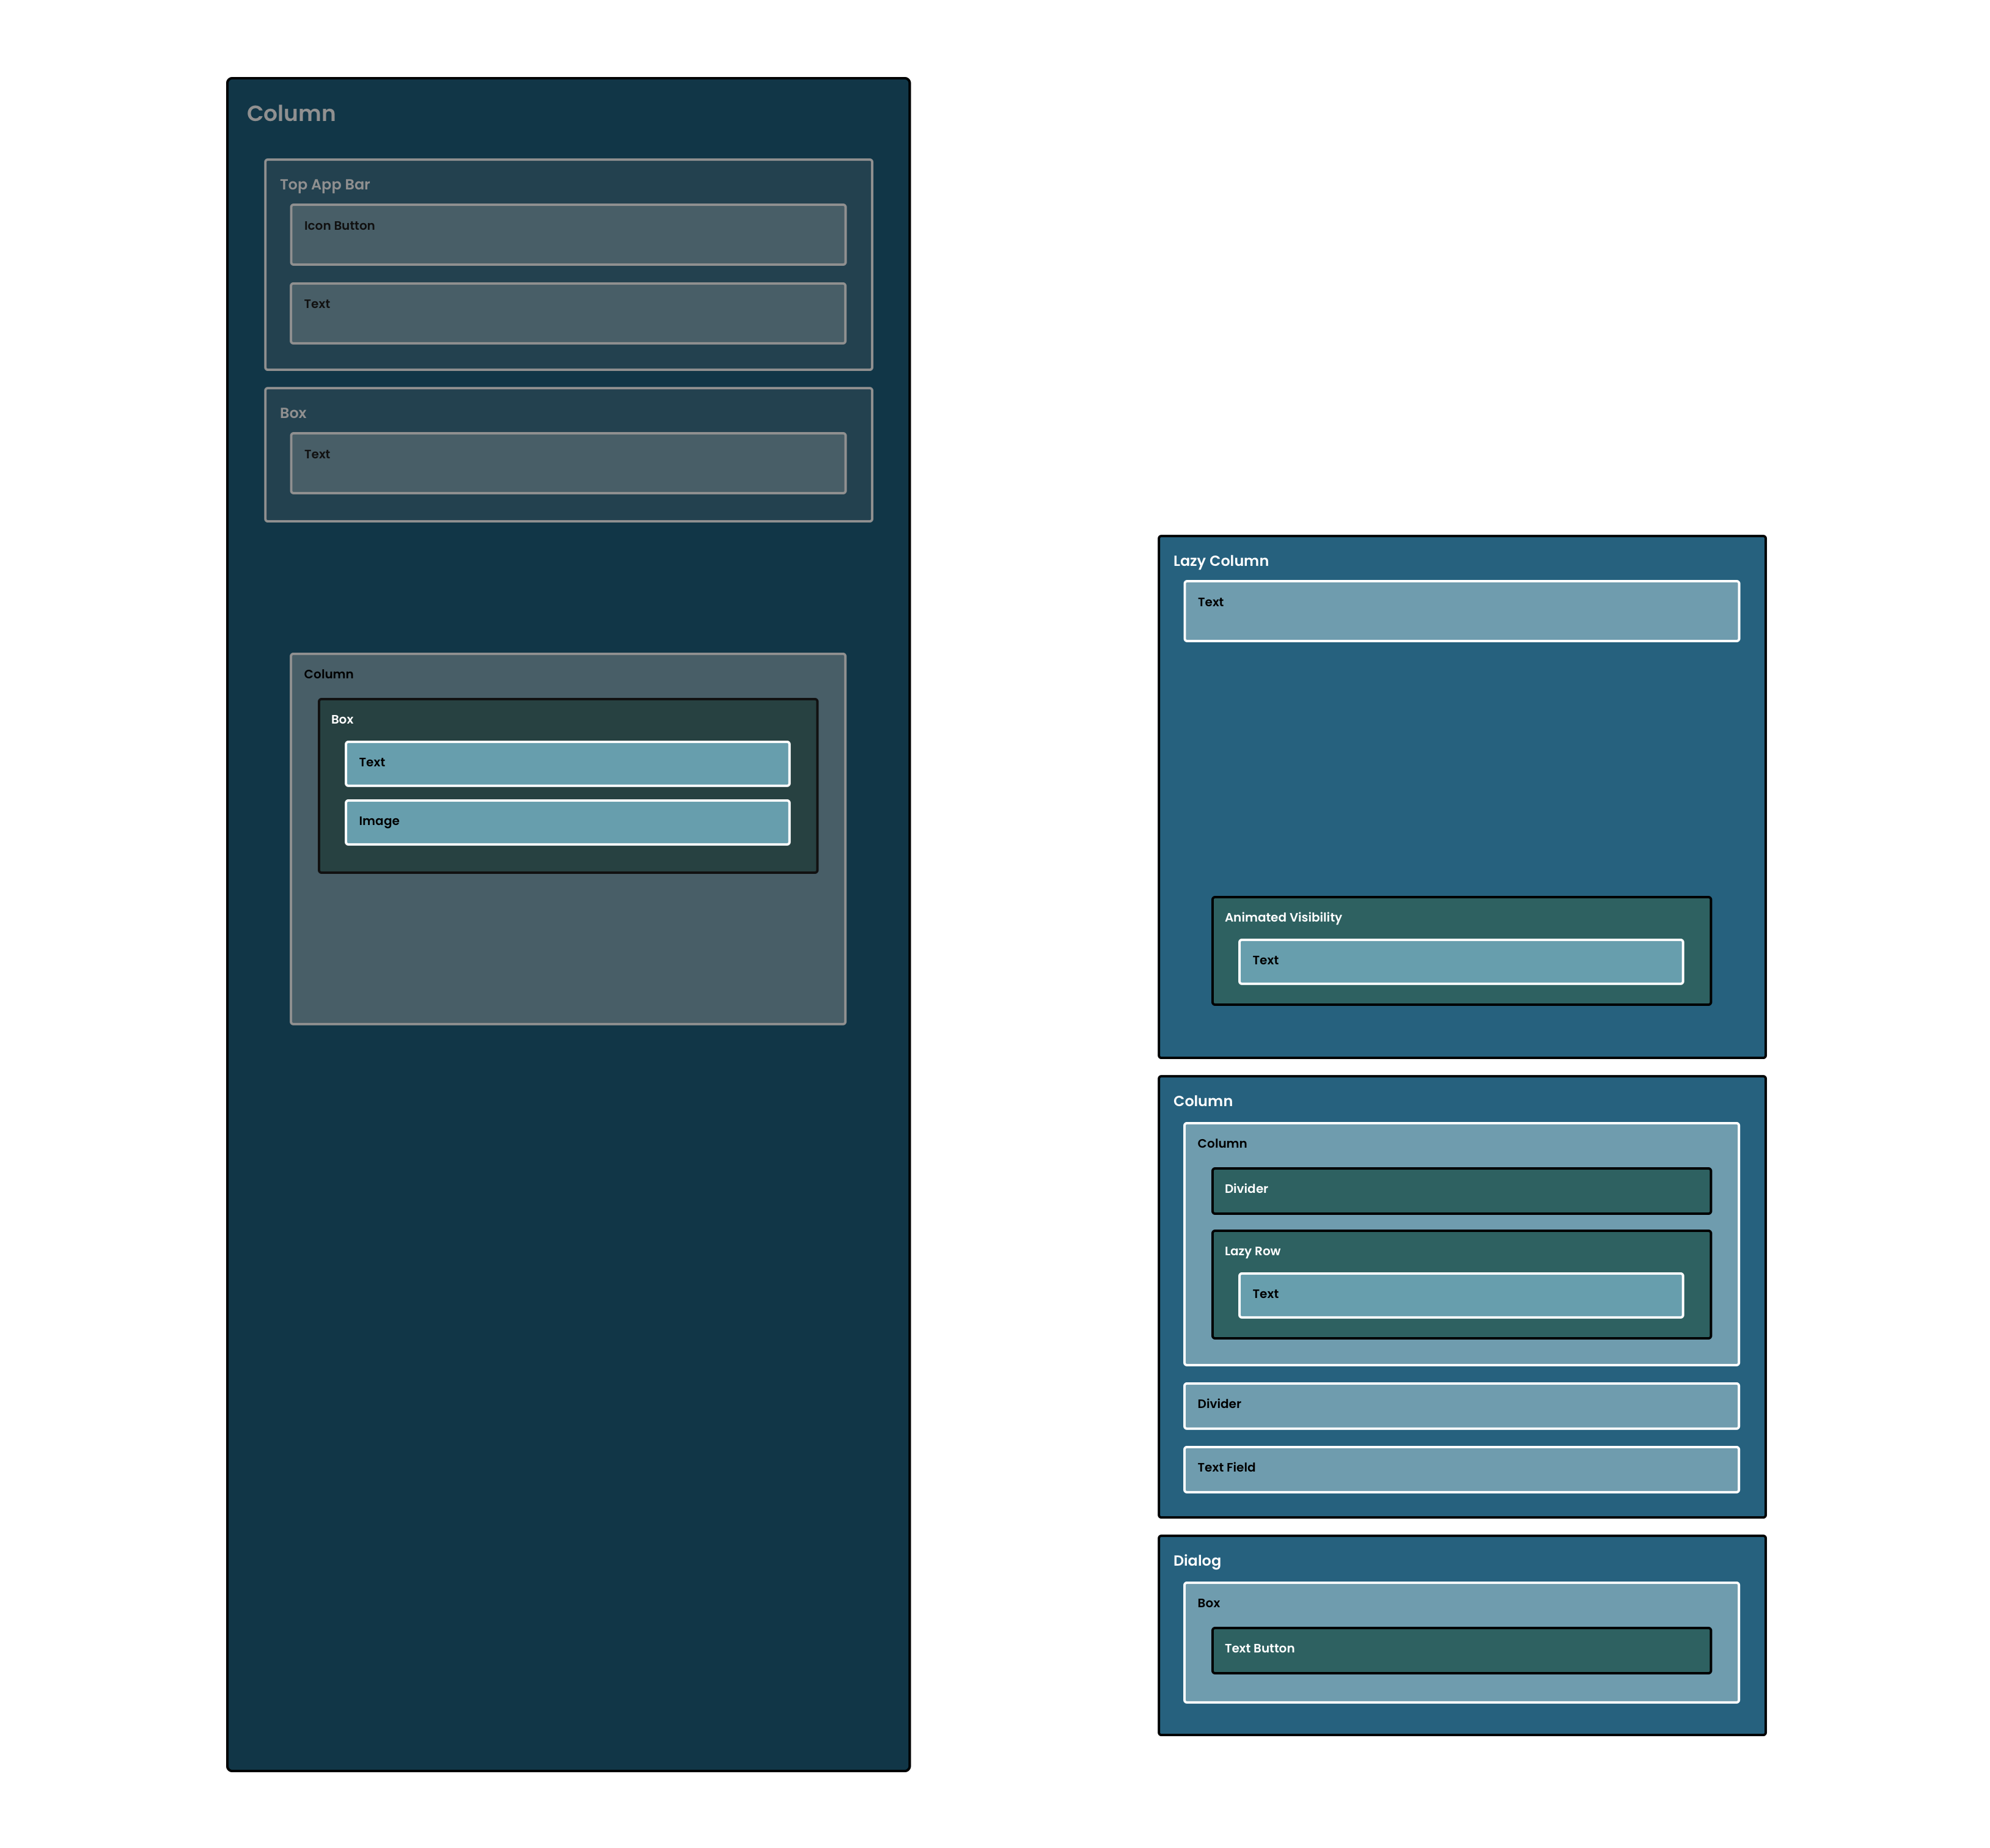 Column
Top App Bar
Icon Button
Text
Box
Text
Column
Box
Text
Image
Lazy Column
Text
Animated Visibility
Text
Column
Column
Divider
Lazy Row
Text
Divider
Text Field
Dialog
Box
Text Button